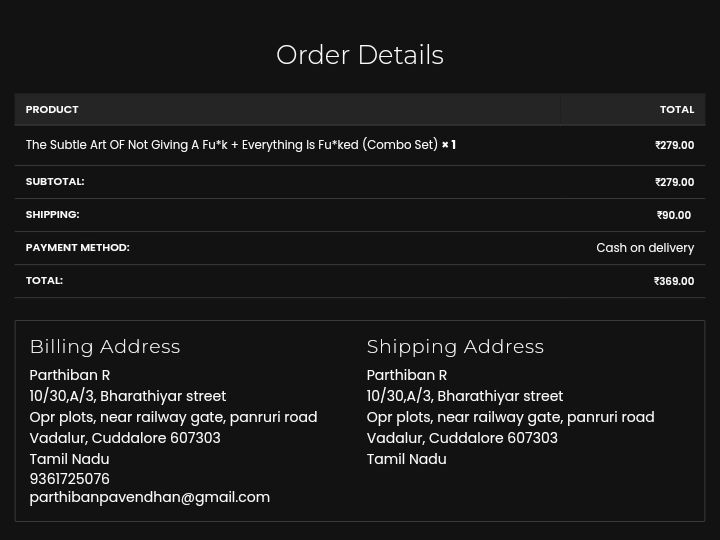 Order Details
PRODUCT TOTAL
The Subtle Art OF Not Giving A Fu*k + Everything Is Fu*ked (Combo Set) × 1 ₹279.00
SUBTOTAL: ₹279.00
SHIPPING: ₹90.00
PAYMENT METHOD: Cash on delivery
TOTAL: ₹369.00
Billing Address
Parthiban R
10/30,A/3, Bharathiyar street
Opr plots, near railway gate, panruri road
Vadalur, Cuddalore 607303
Tamil Nadu
9361725076
parthibanpavendhan@gmail.com
Shipping Address
Parthiban R
10/30,A/3, Bharathiyar street
Opr plots, near railway gate, panruri road
Vadalur, Cuddalore 607303
Tamil Nadu